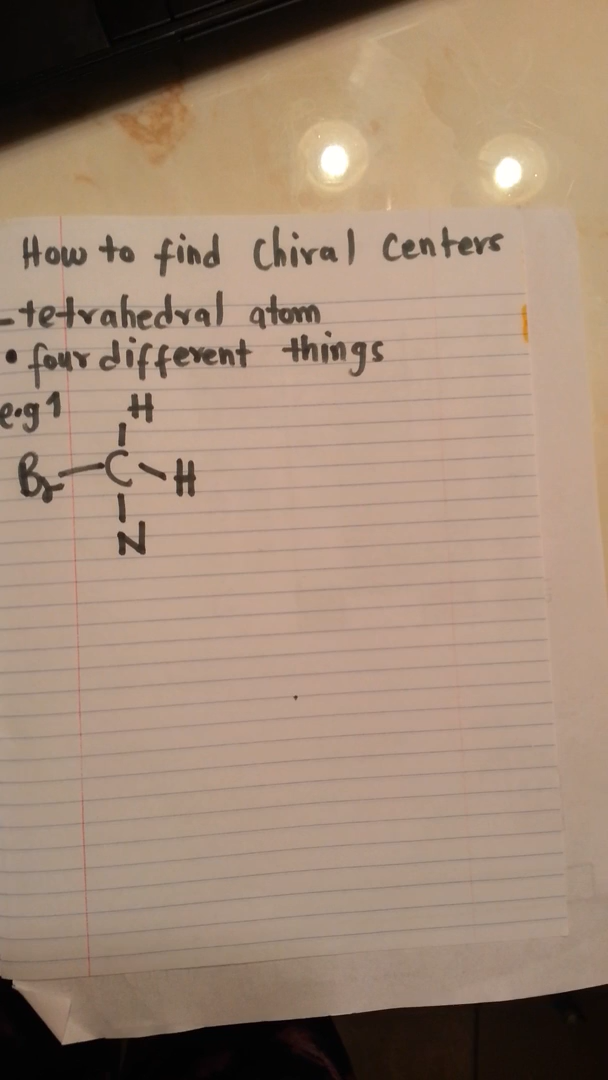 How to find Chiral Centers
- tetrahedral atom
• four different things
e.g 1 H
Br - C - H
N